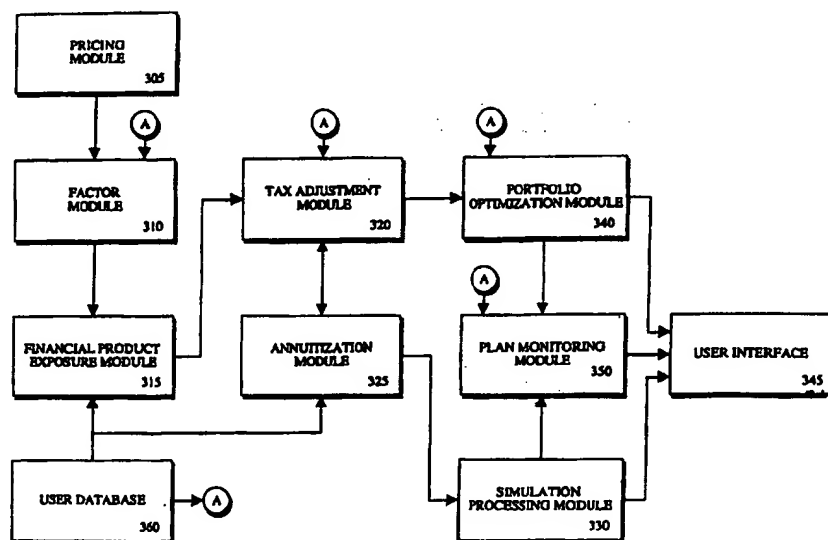 PRICING
MODULE
305
A
A
A
FACTOR
MODULE
310
TAX ADJUSTMENT
MODULE
320
PORTFOLIO
OPTIMIZATION MODULE
340
A
FINANCIAL PRODUCT
EXPOSURE MODULE
315
ANNUITIZATION
MODULE
325
PLAN MONITORING
MODULE
350
USER INTERFACE
345
USER DATABASE
360
A
SIMULATION
PROCESSING MODULE
330